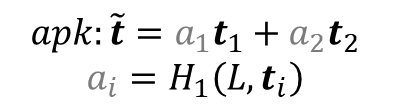 apk: t̃ = a₁t₁ + a₂t₂
aᵢ = H₁(L, tᵢ)